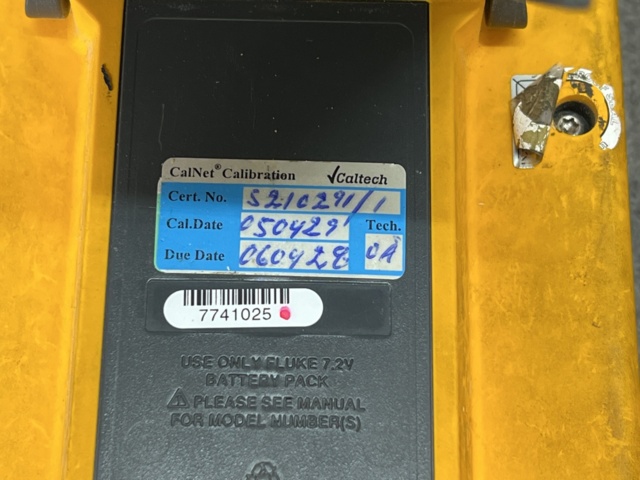 CalNet® Calibration ✓Caltech
Cert. No. S210291/1
Cal.Date 050429 Tech.
Due Date 060428 OA
7741025
USE ONLY FLUKE 7.2V
BATTERY PACK
⚠ PLEASE SEE MANUAL
FOR MODEL NUMBER(S)